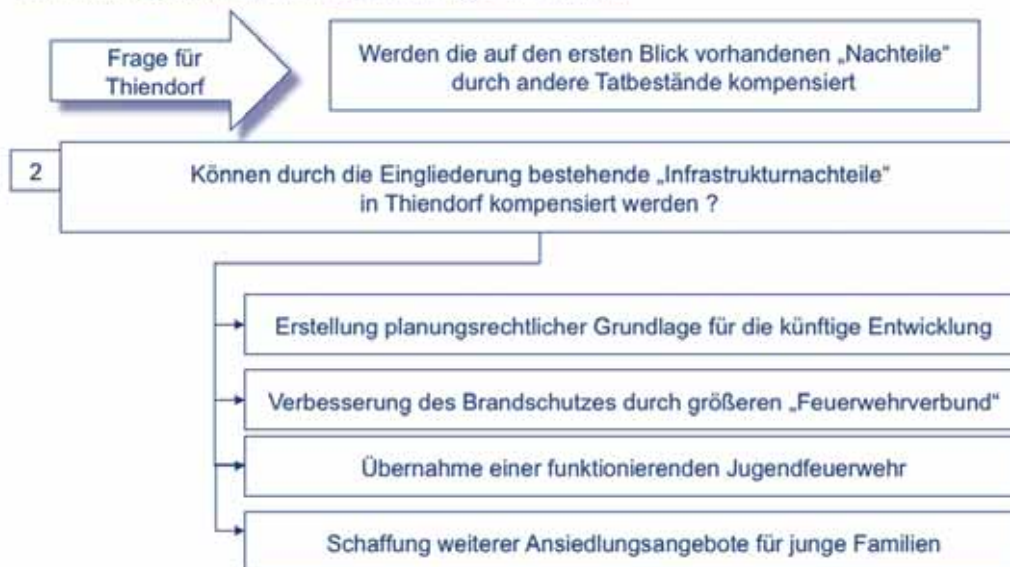 Frage für
Thiendorf
Werden die auf den ersten Blick vorhandenen „Nachteile“
durch andere Tatbestände kompensiert
2
Können durch die Eingliederung bestehende „Infrastrukturnachteile“
in Thiendorf kompensiert werden ?
Erstellung planungsrechtlicher Grundlage für die künftige Entwicklung
Verbesserung des Brandschutzes durch größeren „Feuerwehrverbund“
Übernahme einer funktionierenden Jugendfeuerwehr
Schaffung weiterer Ansiedlungsangebote für junge Familien